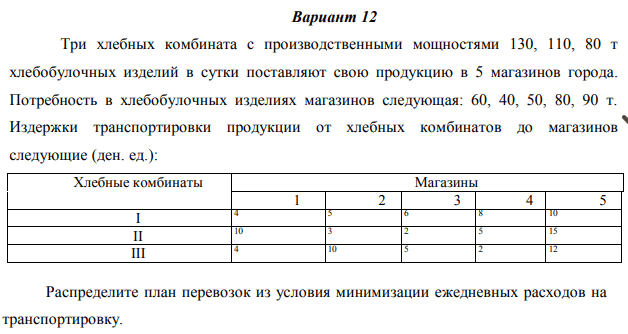 Вариант 12
Три хлебных комбината с производственными мощностями 130, 110, 80 т
хлебобулочных изделий в сутки поставляют свою продукцию в 5 магазинов города.
Потребность в хлебобулочных изделиях магазинов следующая: 60, 40, 50, 80, 90 т.
Издержки транспортировки продукции от хлебных комбинатов до магазинов
следующие (ден. ед.):
Хлебные комбинаты Магазины
1 2 3 4 5
I 4 5 6 8 10
II 10 3 2 5 15
III 4 10 5 2 12
Распределите план перевозок из условия минимизации ежедневных расходов на
транспортировку.